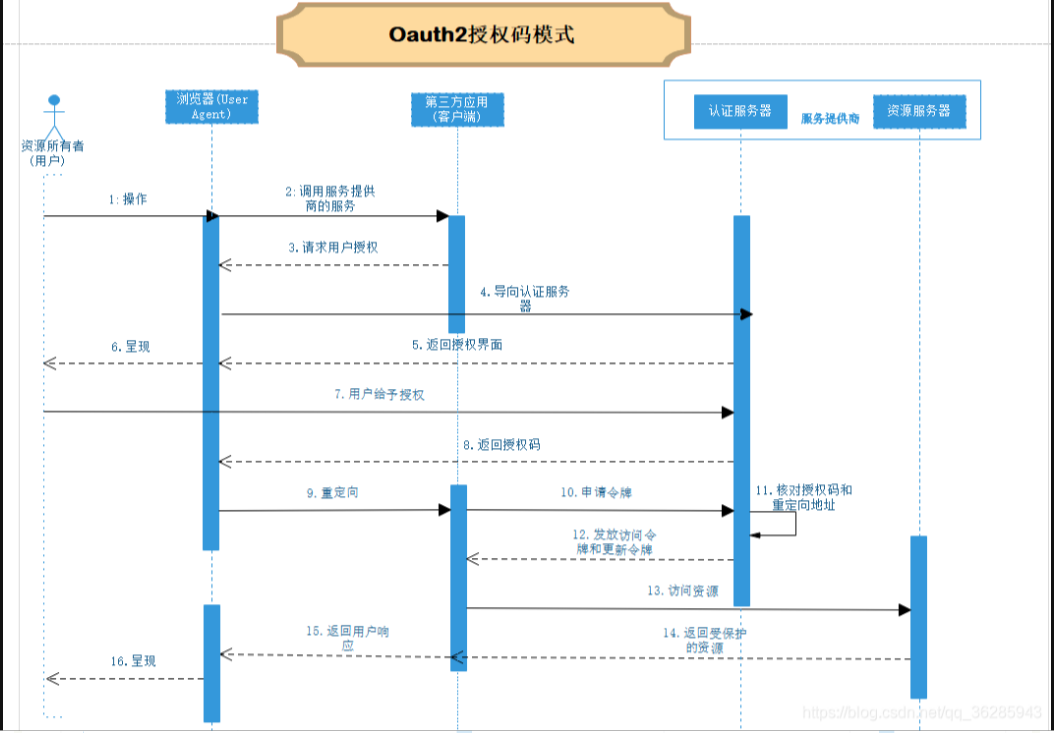 Oauth2授权码模式
浏览器(User
Agent)
第三方应用
(客户端)
认证服务器
服务提供商
资源服务器
资源所有者
(用户)
1:操作
2:调用服务提供
商的服务
3.请求用户授权
4.导向认证服务
器
5.返回授权界面
6.呈现
7.用户给予授权
8.返回授权码
9.重定向
10.申请令牌
11.核对授权码和
重定向地址
12.发放访问令
牌和更新令牌
13.访问资源
14.返回受保护
的资源
15.返回用户响
应
16.呈现
https://blog.csdn.net/qq_36285943